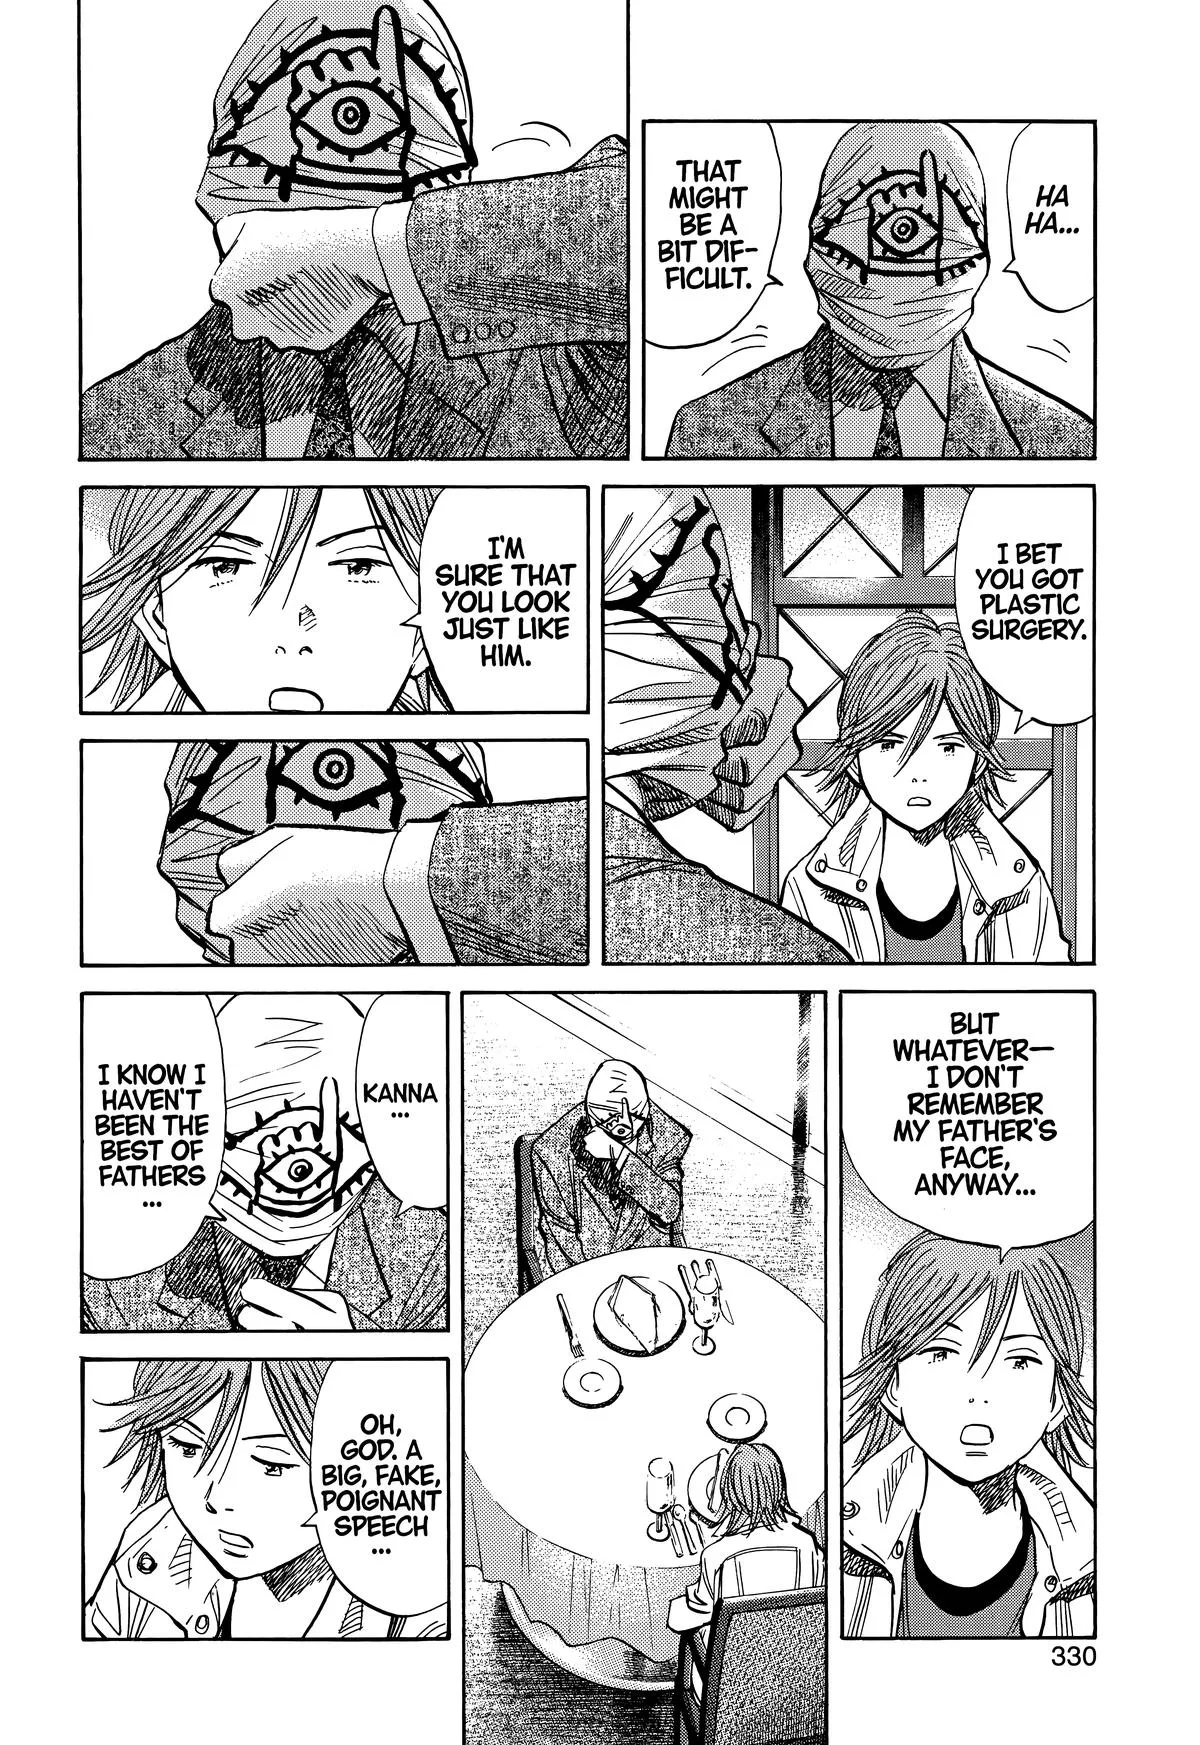 HA
HA...
THAT
MIGHT
BE A
BIT DIF-
FICULT.
I BET
YOU GOT
PLASTIC
SURGERY.
I'M
SURE THAT
YOU LOOK
JUST LIKE
HIM.
BUT
WHATEVER—
I DON'T
REMEMBER
MY FATHER'S
FACE,
ANYWAY...
KANNA
...
I KNOW I
HAVEN'T
BEEN THE
BEST OF
FATHERS
...
OH,
GOD. A
BIG, FAKE,
POIGNANT
SPEECH
...
330